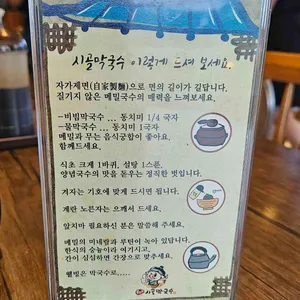 시골막국수 이렇게 드셔 보세요.
자가제면(自家製麵)으로 면의 길이가 길답니다.
질기지 않은 메밀국수의 매력을 느껴보세요.
-비빔막국수 ... 동치미 1/4 국자
-물막국수 ... 동치미 1국자
메밀과 무는 음식궁합이 좋아요.
함께드세요.
식초 크게 1바퀴, 설탕 1스푼,
양념국수의 맛을 돋우는 정직한 벗입니다.
겨자는 기호에 맞게 드시면 됩니다.
계란 노른자는 으깨서 드세요.
앞치마 필요하신 분은 말씀해 주세요.
메밀의 미네랄과 루틴이 녹아 있답니다.
한식의 숭늉이라 여기시고,
간이 심심하면 간장으로 맞추세요.
웰빙은 막국수로....
시골막국수